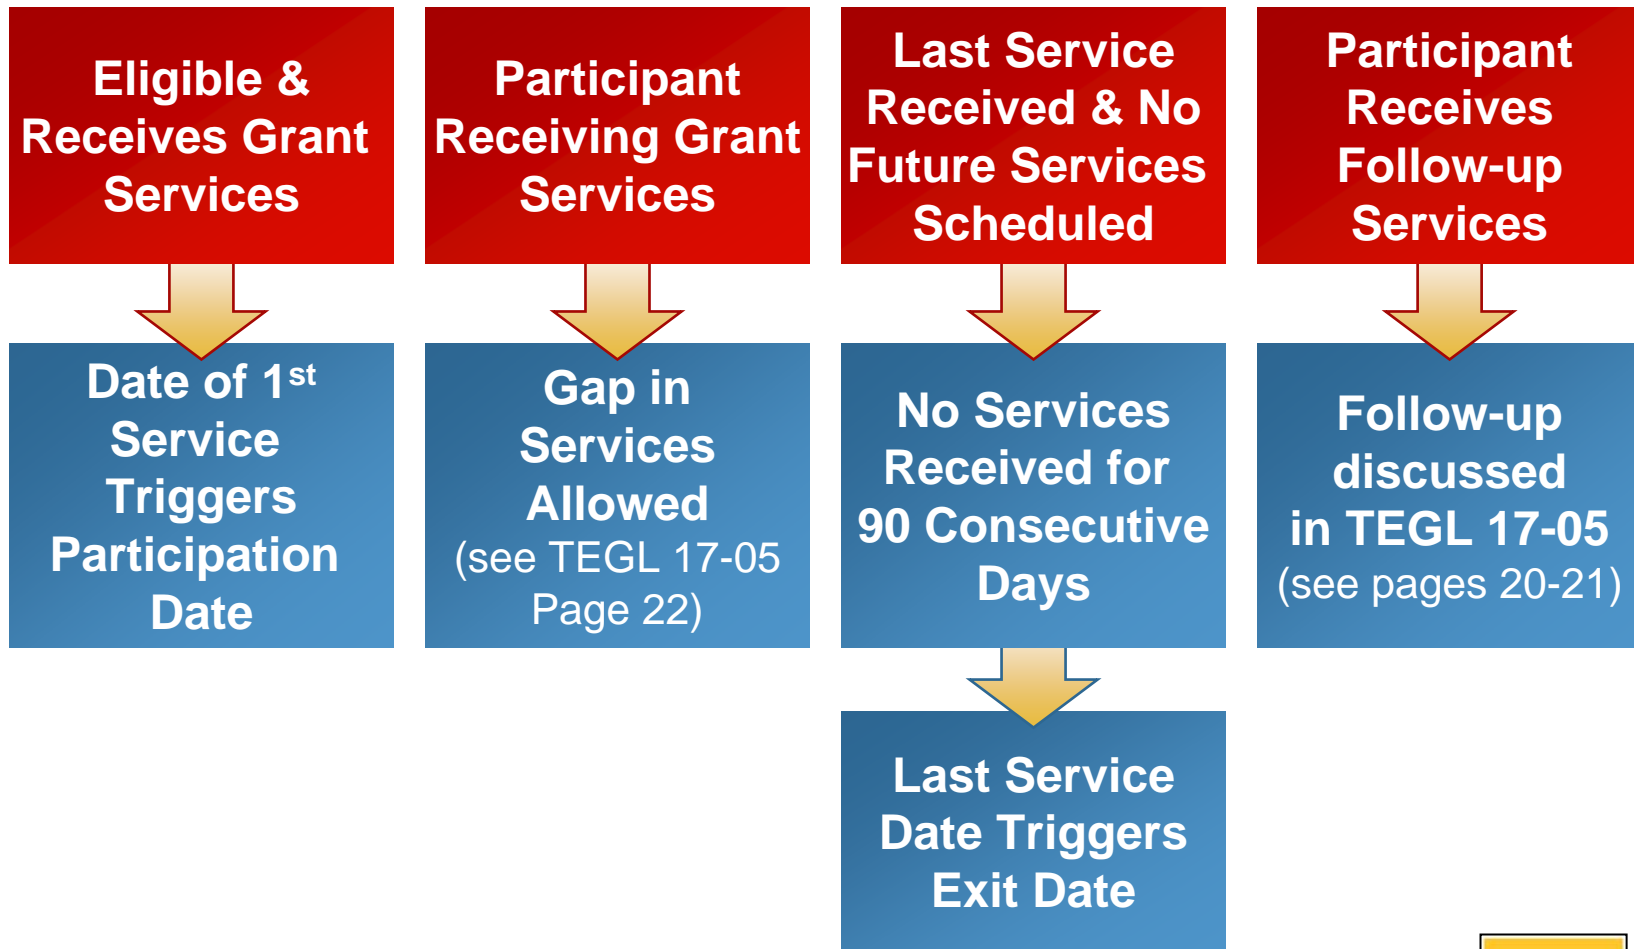 Eligible &
Receives Grant
Services
Participant
Receiving Grant
Services
Last Service
Received & No
Future Services
Scheduled
Participant
Receives
Follow-up
Services
Date of 1st
Service
Triggers
Participation
Date
Gap in
Services
Allowed
(see TEGL 17-05
Page 22)
No Services
Received for
90 Consecutive
Days
Follow-up
discussed
in TEGL 17-05
(see pages 20-21)
Last Service
Date Triggers
Exit Date